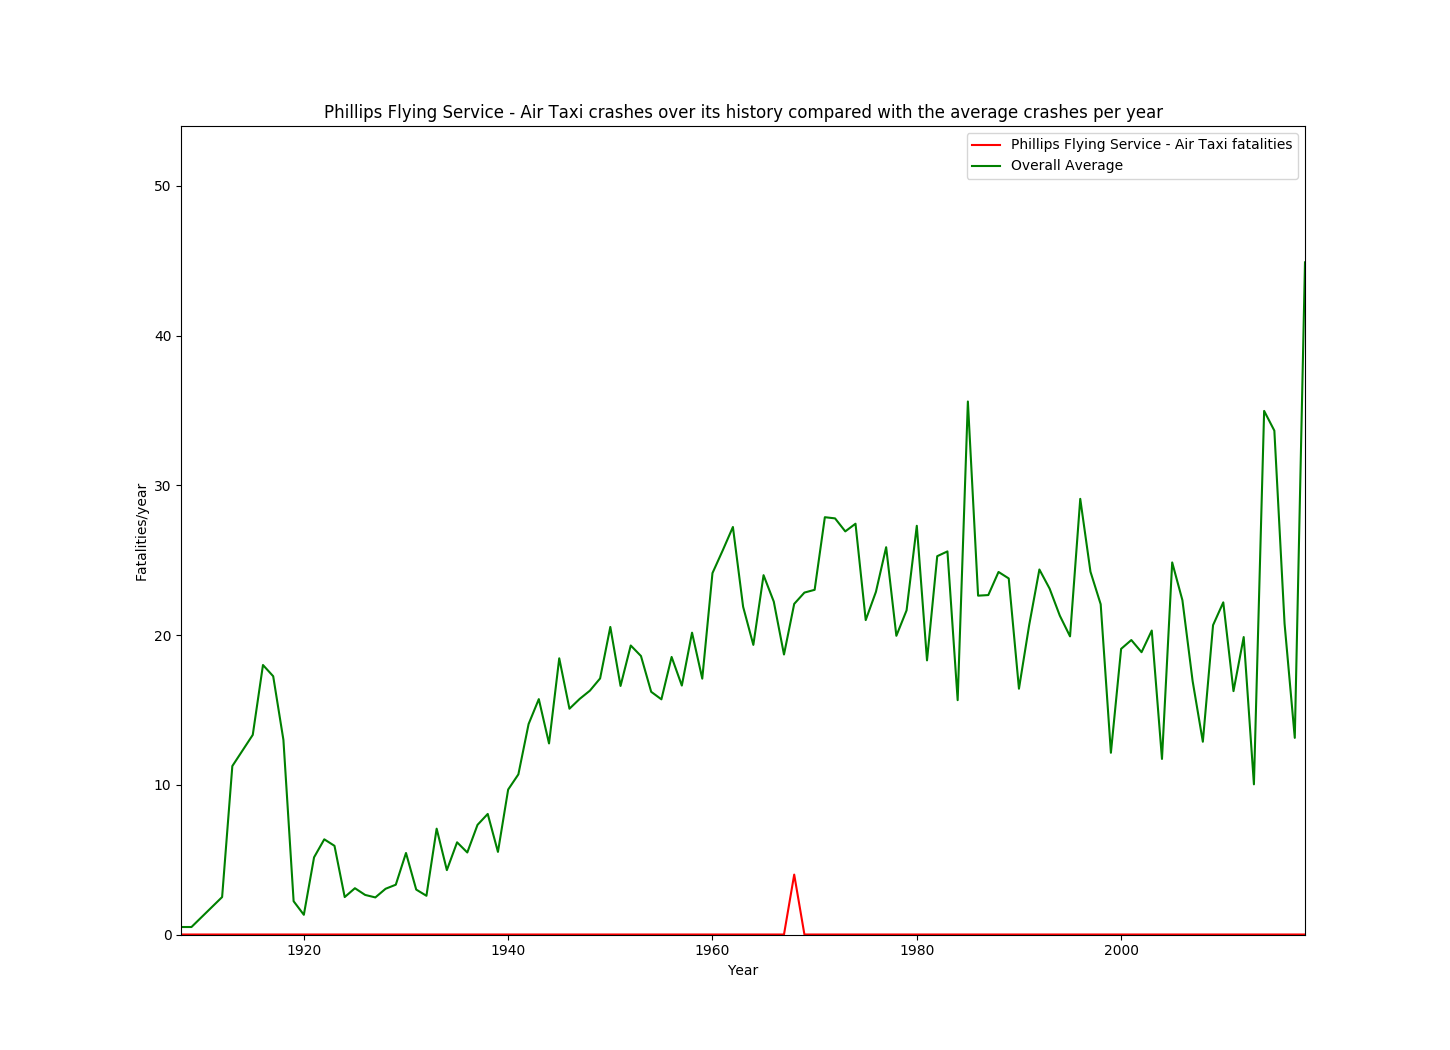 Phillips Flying Service - Air Taxi crashes over its history compared with the average crashes per year
Phillips Flying Service - Air Taxi fatalities
Overall Average
50
40
30
20
10
0
Fatalities/year
1920 1940 1960 1980 2000
Year